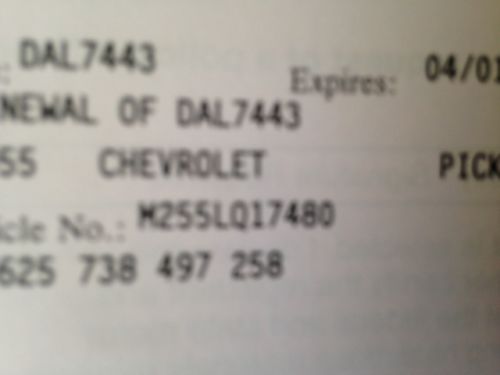 : DAL7443
Expires: 04/01
NEWAL OF DAL7443
55 CHEVROLET PICK
icle No.: M255LQ17480
625 738 497 258